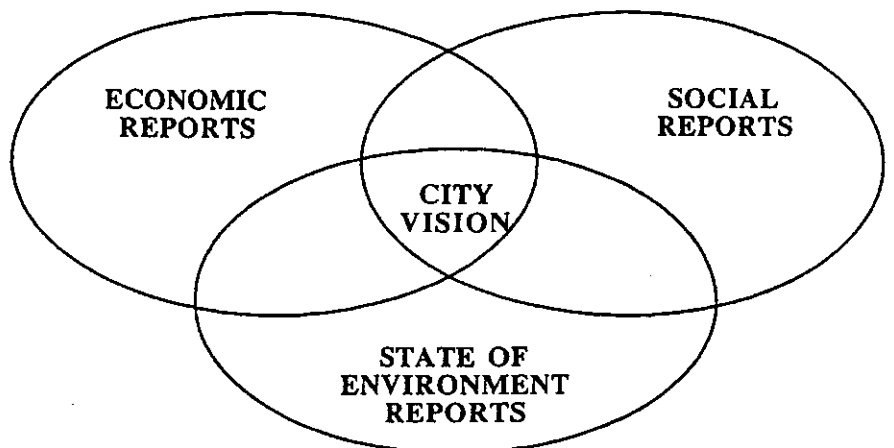 ECONOMIC
REPORTS
SOCIAL
REPORTS
CITY
VISION
STATE OF
ENVIRONMENT
REPORTS